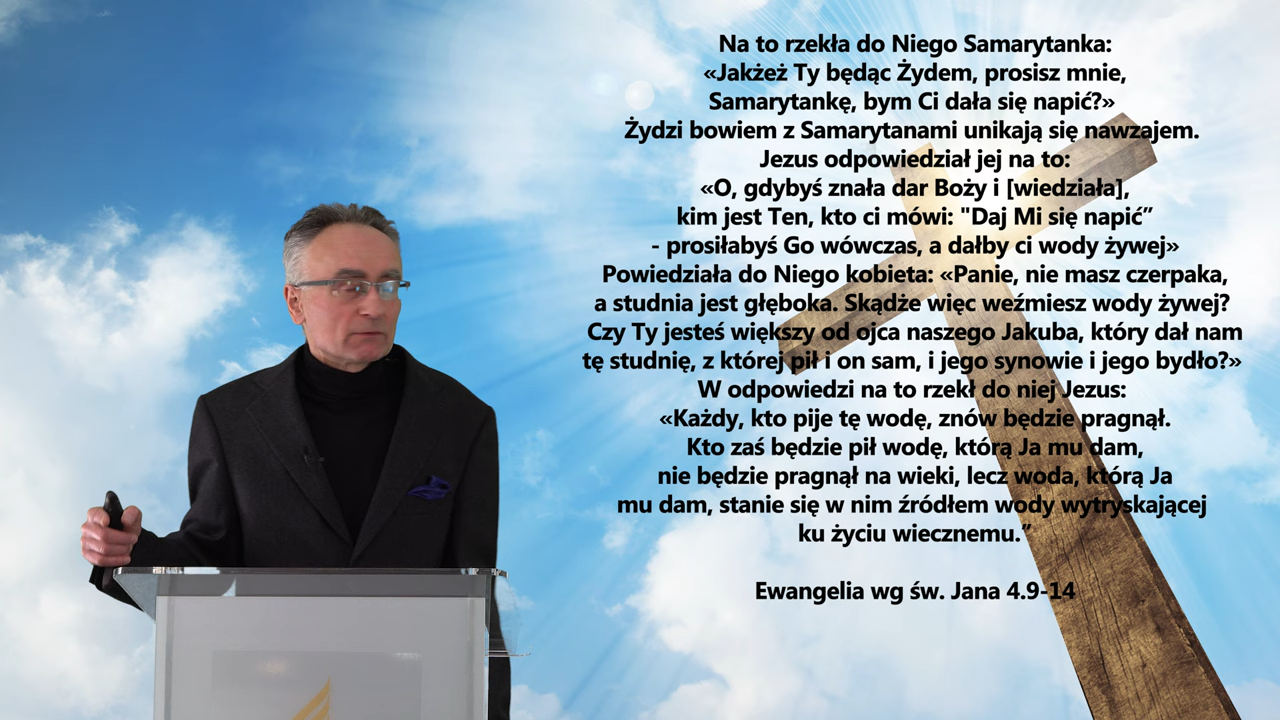 Na to rzekła do Niego Samarytanka:
«Jakżeż Ty będąc Żydem, prosisz mnie,
Samarytankę, bym Ci dała się napić?»
Żydzi bowiem z Samarytanami unikają się nawzajem.
Jezus odpowiedział jej na to:
«O, gdybyś znała dar Boży i [wiedziała],
kim jest Ten, kto ci mówi: "Daj Mi się napić”
- prosiłabyś Go wówczas, a dałby ci wody żywej»
Powiedziała do Niego kobieta: «Panie, nie masz czerpaka,
a studnia jest głęboka. Skądże więc weźmiesz wody żywej?
Czy Ty jesteś większy od ojca naszego Jakuba, który dał nam
tę studnię, z której pił i on sam, i jego synowie i jego bydło?»
W odpowiedzi na to rzekł do niej Jezus:
«Każdy, kto pije tę wodę, znów będzie pragnął.
Kto zaś będzie pił wodę, którą Ja mu dam,
nie będzie pragnął na wieki, lecz woda, którą Ja
mu dam, stanie się w nim źródłem wody wytryskającej
ku życiu wiecznemu.”
Ewangelia wg św. Jana 4.9-14